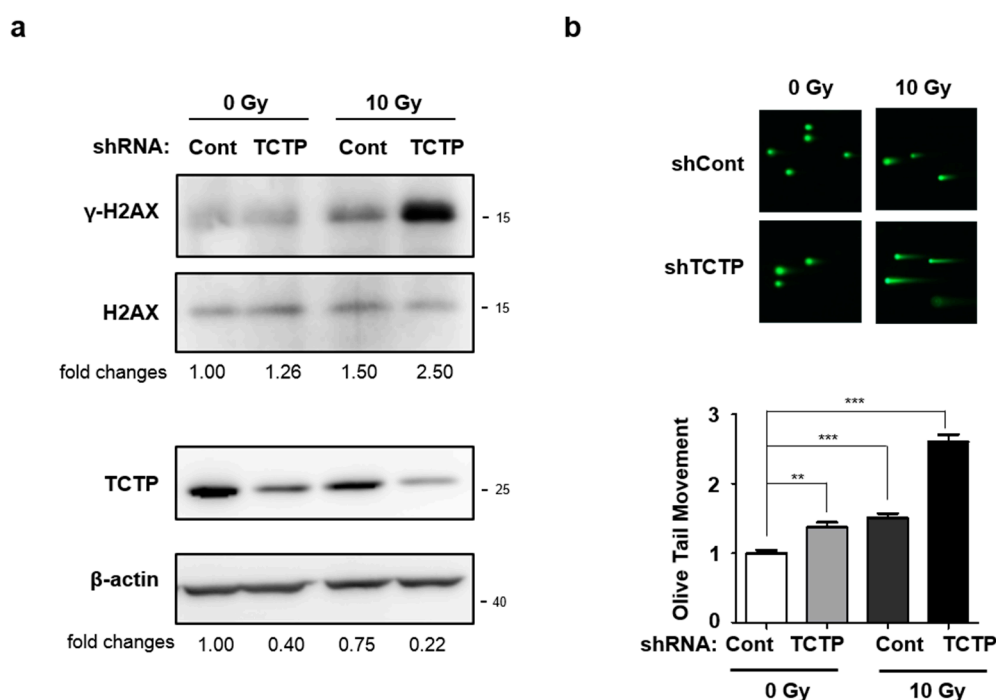 a
0 Gy 10 Gy
shRNA: Cont TCTP Cont TCTP
γ-H2AX
- 15
H2AX
- 15
fold changes 1.00 1.26 1.50 2.50
TCTP
- 25
β-actin
- 40
fold changes 1.00 0.40 0.75 0.22
b
0 Gy 10 Gy
shCont
shTCTP
Olive Tail Movement
3
2
1
0
***
***
**
shRNA: Cont TCTP Cont TCTP
0 Gy 10 Gy